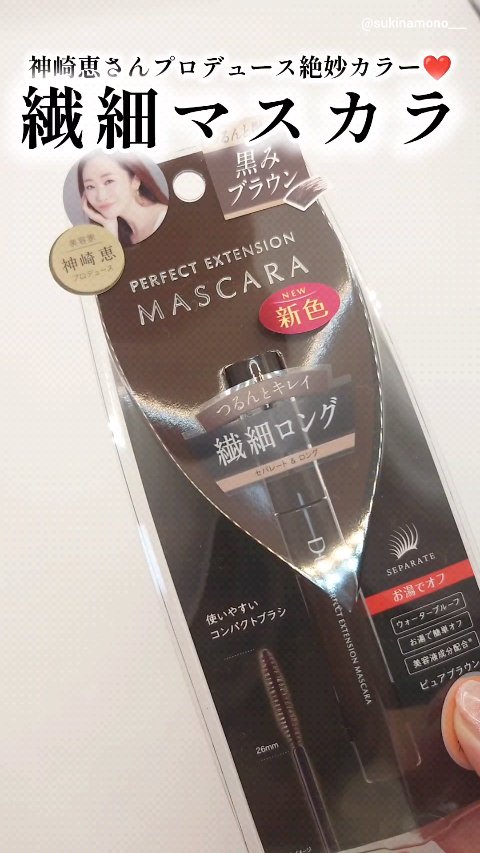 @sukinamono___
神崎恵さんプロデュース絶妙カラー❤️
繊細マスカラ
黒み
ブラウン
美容家
神崎 恵
プロデュース
PERFECT EXTENSION
MASCARA
NEW
新色
つるんとキレイ
繊細ロング
セパレート & ロング
SEPARATE
お湯でオフ
ウォータープルーフ
お湯で簡単オフ
美容液成分配合*
ピュアブラウン
使いやすい
コンパクトブラシ
26mm
D
PERFECT EXTENSION MASCARA